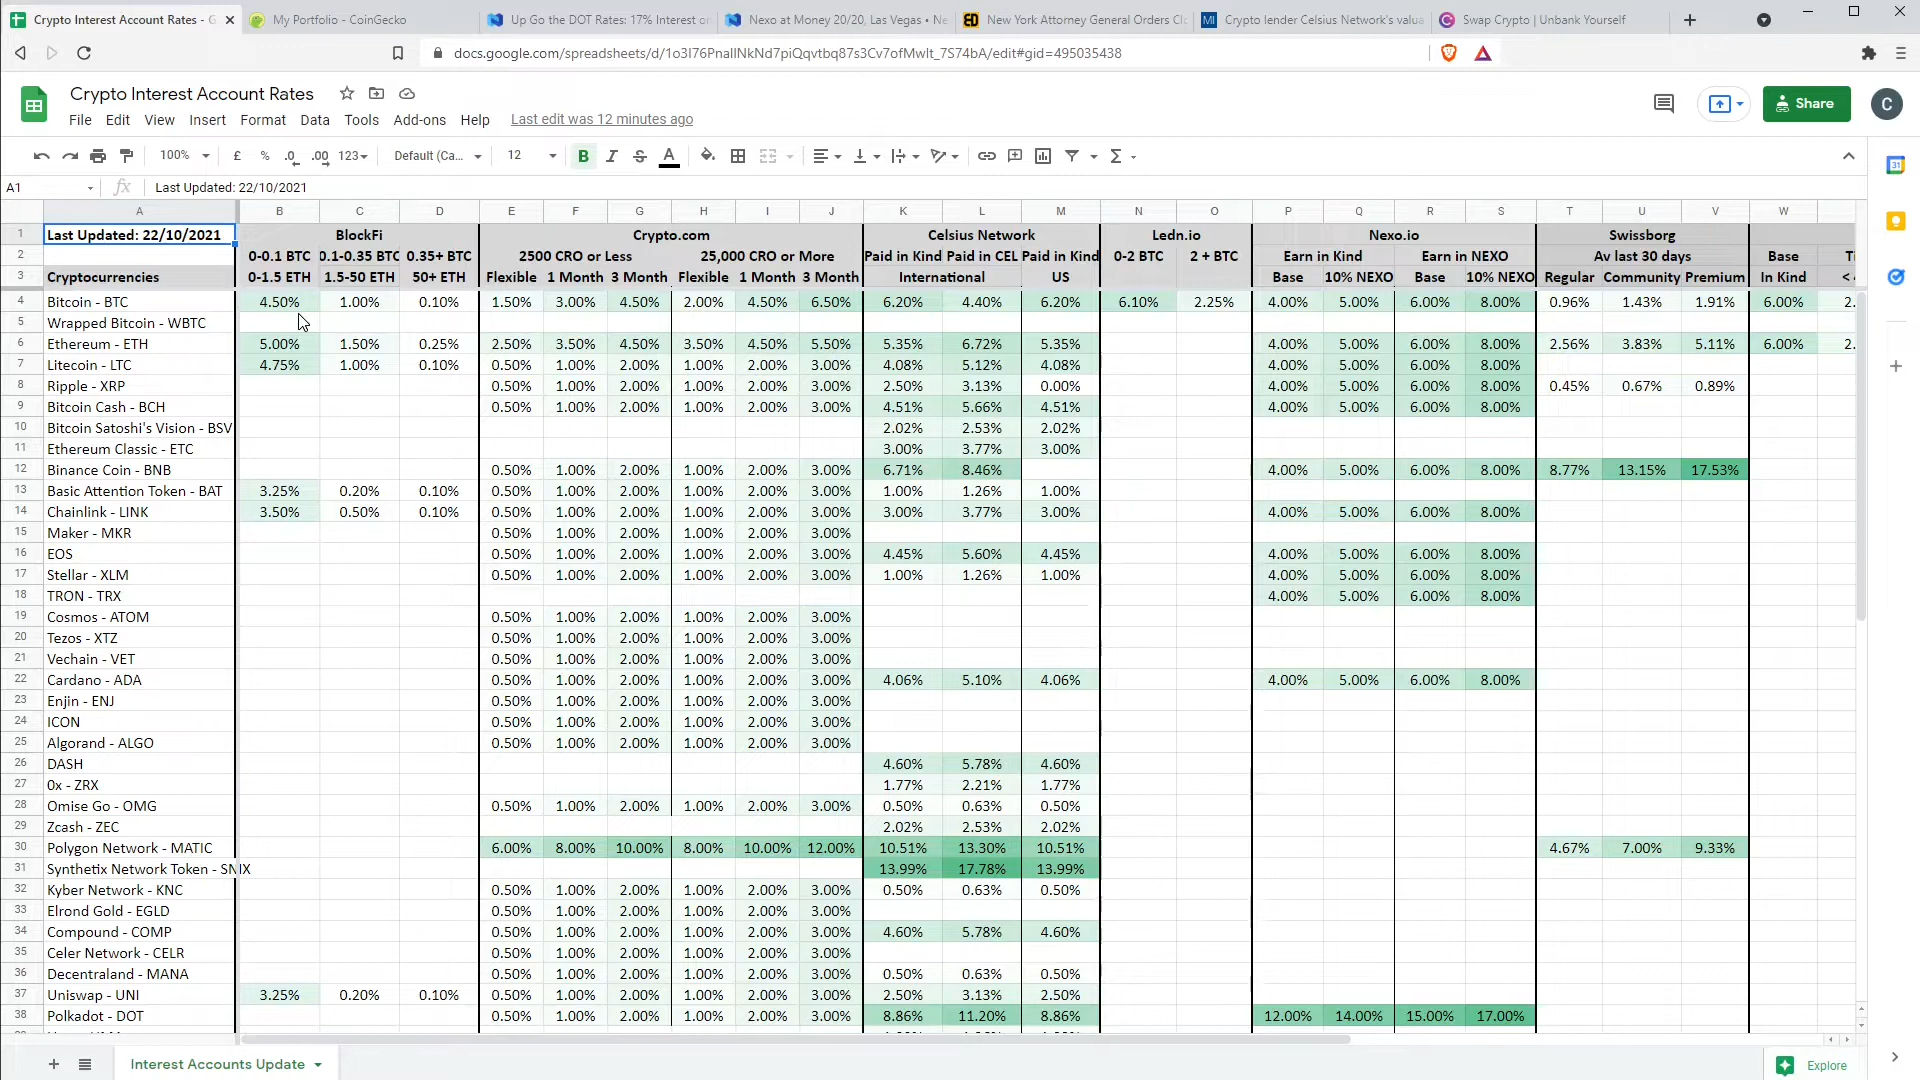 Crypto Interest Account Rates - G
My Portfolio - CoinGecko
Up Go the DOT Rates: 17% Interest on
Nexo at Money 20/20, Las Vegas • Ne
New York Attorney General Orders Cl
Crypto lender Celsius Network's valua
Swap Crypto | Unbank Yourself
Crypto Interest Account Rates
File Edit View Insert Format Data Tools Add-ons Help Last edit was 12 minutes ago
Share
C
100% £ % .0 .00 123 Default (Ca... 12 B I S A
A1 fx Last Updated: 22/10/2021
A B C D E F G H I J K L M N O P Q R S T U V W
1 Last Updated: 22/10/2021 BlockFi Crypto.com Celsius Network Ledn.io Nexo.io Swissborg
2 0-0.1 BTC 0.1-0.35 BTC 0.35+ BTC 2500 CRO or Less 25,000 CRO or More Paid in Kind Paid in CEL Paid in Kind 0-2 BTC 2 + BTC Earn in Kind Earn in NEXO Av last 30 days Base
3 Cryptocurrencies 0-1.5 ETH 1.5-50 ETH 50+ ETH Flexible 1 Month 3 Month Flexible 1 Month 3 Month International US Base 10% NEXO Base 10% NEXO Regular Community Premium In Kind <
4 Bitcoin - BTC 4.50% 1.00% 0.10% 1.50% 3.00% 4.50% 2.00% 4.50% 6.50% 6.20% 4.40% 6.20% 6.10% 2.25% 4.00% 5.00% 6.00% 8.00% 0.96% 1.43% 1.91% 6.00% 2.
5 Wrapped Bitcoin - WBTC
6 Ethereum - ETH 5.00% 1.50% 0.25% 2.50% 3.50% 4.50% 3.50% 4.50% 5.50% 5.35% 6.72% 5.35% 4.00% 5.00% 6.00% 8.00% 2.56% 3.83% 5.11% 6.00% 2.
7 Litecoin - LTC 4.75% 1.00% 0.10% 0.50% 1.00% 2.00% 1.00% 2.00% 3.00% 4.08% 5.12% 4.08% 4.00% 5.00% 6.00% 8.00%
8 Ripple - XRP 0.50% 1.00% 2.00% 1.00% 2.00% 3.00% 2.50% 3.13% 0.00% 4.00% 5.00% 6.00% 8.00% 0.45% 0.67% 0.89%
9 Bitcoin Cash - BCH 0.50% 1.00% 2.00% 1.00% 2.00% 3.00% 4.51% 5.66% 4.51% 4.00% 5.00% 6.00% 8.00%
10 Bitcoin Satoshi's Vision - BSV 2.02% 2.53% 2.02%
11 Ethereum Classic - ETC 3.00% 3.77% 3.00%
12 Binance Coin - BNB 0.50% 1.00% 2.00% 1.00% 2.00% 3.00% 6.71% 8.46% 4.00% 5.00% 6.00% 8.00% 8.77% 13.15% 17.53%
13 Basic Attention Token - BAT 3.25% 0.20% 0.10% 0.50% 1.00% 2.00% 1.00% 2.00% 3.00% 1.00% 1.26% 1.00%
14 Chainlink - LINK 3.50% 0.50% 0.10% 0.50% 1.00% 2.00% 1.00% 2.00% 3.00% 3.00% 3.77% 3.00% 4.00% 5.00% 6.00% 8.00%
15 Maker - MKR 0.50% 1.00% 2.00% 1.00% 2.00% 3.00%
16 EOS 0.50% 1.00% 2.00% 1.00% 2.00% 3.00% 4.45% 5.60% 4.45% 4.00% 5.00% 6.00% 8.00%
17 Stellar - XLM 0.50% 1.00% 2.00% 1.00% 2.00% 3.00% 1.00% 1.26% 1.00% 4.00% 5.00% 6.00% 8.00%
18 TRON - TRX 4.00% 5.00% 6.00% 8.00%
19 Cosmos - ATOM 0.50% 1.00% 2.00% 1.00% 2.00% 3.00%
20 Tezos - XTZ 0.50% 1.00% 2.00% 1.00% 2.00% 3.00%
21 Vechain - VET 0.50% 1.00% 2.00% 1.00% 2.00% 3.00%
22 Cardano - ADA 0.50% 1.00% 2.00% 1.00% 2.00% 3.00% 4.06% 5.10% 4.06% 4.00% 5.00% 6.00% 8.00%
23 Enjin - ENJ 0.50% 1.00% 2.00% 1.00% 2.00% 3.00%
24 ICON 0.50% 1.00% 2.00% 1.00% 2.00% 3.00%
25 Algorand - ALGO 0.50% 1.00% 2.00% 1.00% 2.00% 3.00%
26 DASH 4.60% 5.78% 4.60%
27 0x - ZRX 1.77% 2.21% 1.77%
28 Omise Go - OMG 0.50% 1.00% 2.00% 1.00% 2.00% 3.00% 0.50% 0.63% 0.50%
29 Zcash - ZEC 2.02% 2.53% 2.02%
30 Polygon Network - MATIC 6.00% 8.00% 10.00% 8.00% 10.00% 12.00% 10.51% 13.30% 10.51% 4.67% 7.00% 9.33%
31 Synthetix Network Token - SNX 13.99% 17.78% 13.99%
32 Kyber Network - KNC 0.50% 1.00% 2.00% 1.00% 2.00% 3.00% 0.50% 0.63% 0.50%
33 Elrond Gold - EGLD 0.50% 1.00% 2.00% 1.00% 2.00% 3.00%
34 Compound - COMP 0.50% 1.00% 2.00% 1.00% 2.00% 3.00% 4.60% 5.78% 4.60%
35 Celer Network - CELR 0.50% 1.00% 2.00% 1.00% 2.00% 3.00%
36 Decentraland - MANA 0.50% 1.00% 2.00% 1.00% 2.00% 3.00% 0.50% 0.63% 0.50%
37 Uniswap - UNI 3.25% 0.20% 0.10% 0.50% 1.00% 2.00% 1.00% 2.00% 3.00% 2.50% 3.13% 2.50%
38 Polkadot - DOT 0.50% 1.00% 2.00% 1.00% 2.00% 3.00% 8.86% 11.20% 8.86% 12.00% 14.00% 15.00% 17.00%
Interest Accounts Update
Explore